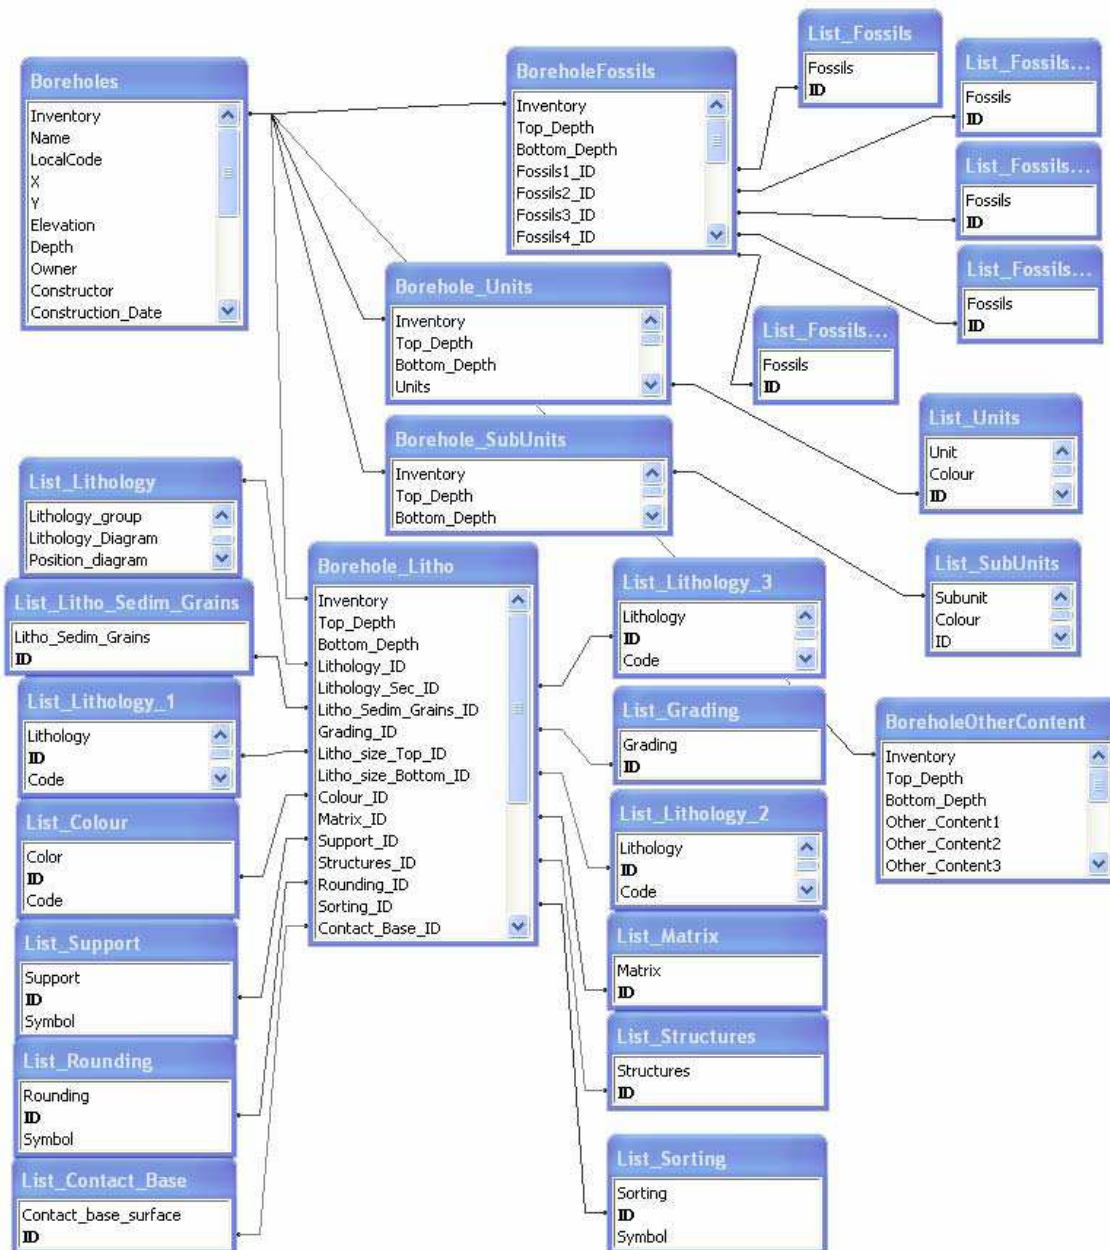 List_Fossils
Fossils
ID
List_Fossils...
Fossils
ID
List_Fossils...
Fossils
ID
List_Fossils...
Fossils
ID
List_Fossils...
Fossils
ID
Boreholes
Inventory
Name
LocalCode
X
Y
Elevation
Depth
Owner
Constructor
Construction_Date
BoreholeFossils
Inventory
Top_Depth
Bottom_Depth
Fossils1_ID
Fossils2_ID
Fossils3_ID
Fossils4_ID
Borehole_Units
Inventory
Top_Depth
Bottom_Depth
Units
List_Units
Unit
Colour
ID
Borehole_SubUnits
Inventory
Top_Depth
Bottom_Depth
List_SubUnits
Subunit
Colour
ID
List_Lithology
Lithology_group
Lithology_Diagram
Position_diagram
List_Litho_Sedim_Grains
Litho_Sedim_Grains
ID
List_Lithology_1
Lithology
ID
Code
List_Colour
Color
ID
Code
List_Support
Support
ID
Symbol
List_Rounding
Rounding
ID
Symbol
List_Contact_Base
Contact_base_surface
ID
Borehole_Litho
Inventory
Top_Depth
Bottom_Depth
Lithology_ID
Lithology_Sec_ID
Litho_Sedim_Grains_ID
Grading_ID
Litho_size_Top_ID
Litho_size_Bottom_ID
Colour_ID
Matrix_ID
Support_ID
Structures_ID
Rounding_ID
Sorting_ID
Contact_Base_ID
List_Lithology_3
Lithology
ID
Code
List_Grading
Grading
ID
List_Lithology_2
Lithology
ID
Code
List_Matrix
Matrix
ID
List_Structures
Structures
ID
List_Sorting
Sorting
ID
Symbol
BoreholeOtherContent
Inventory
Top_Depth
Bottom_Depth
Other_Content1
Other_Content2
Other_Content3